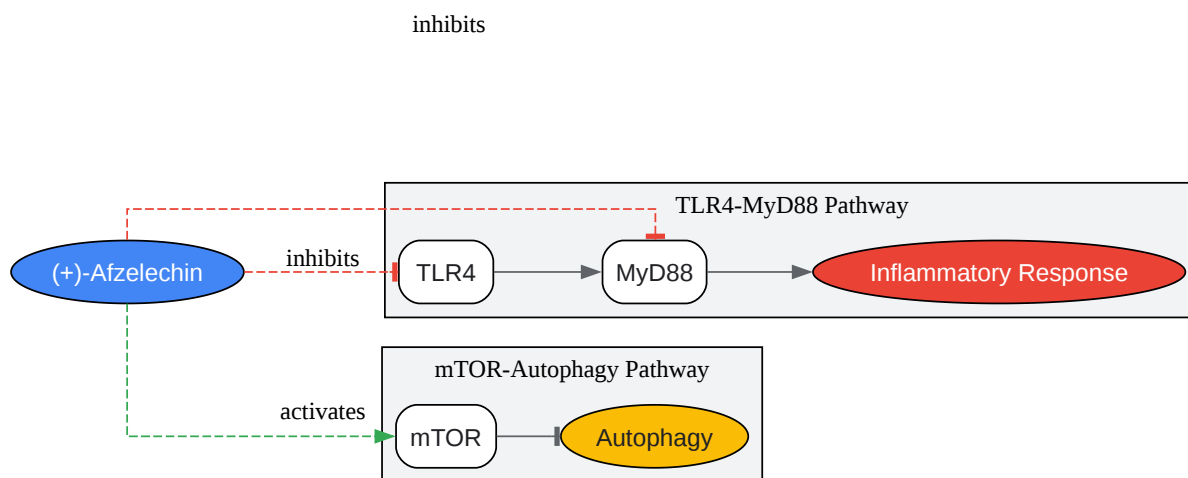 inhibits
TLR4-MyD88 Pathway
(+)-Afzelechin
inhibits
TLR4
MyD88
Inflammatory Response
mTOR-Autophagy Pathway
activates
mTOR
Autophagy